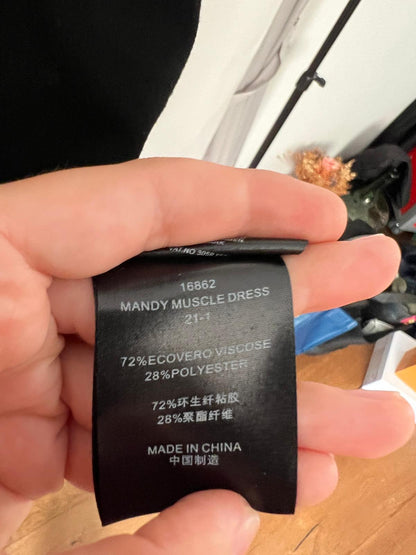 16862
MANDY MUSCLE DRESS
21-1
72%ECOVERO VISCOSE
28%POLYESTER
72%环生纤粘胶
28%聚酯纤维
MADE IN CHINA
中国制造